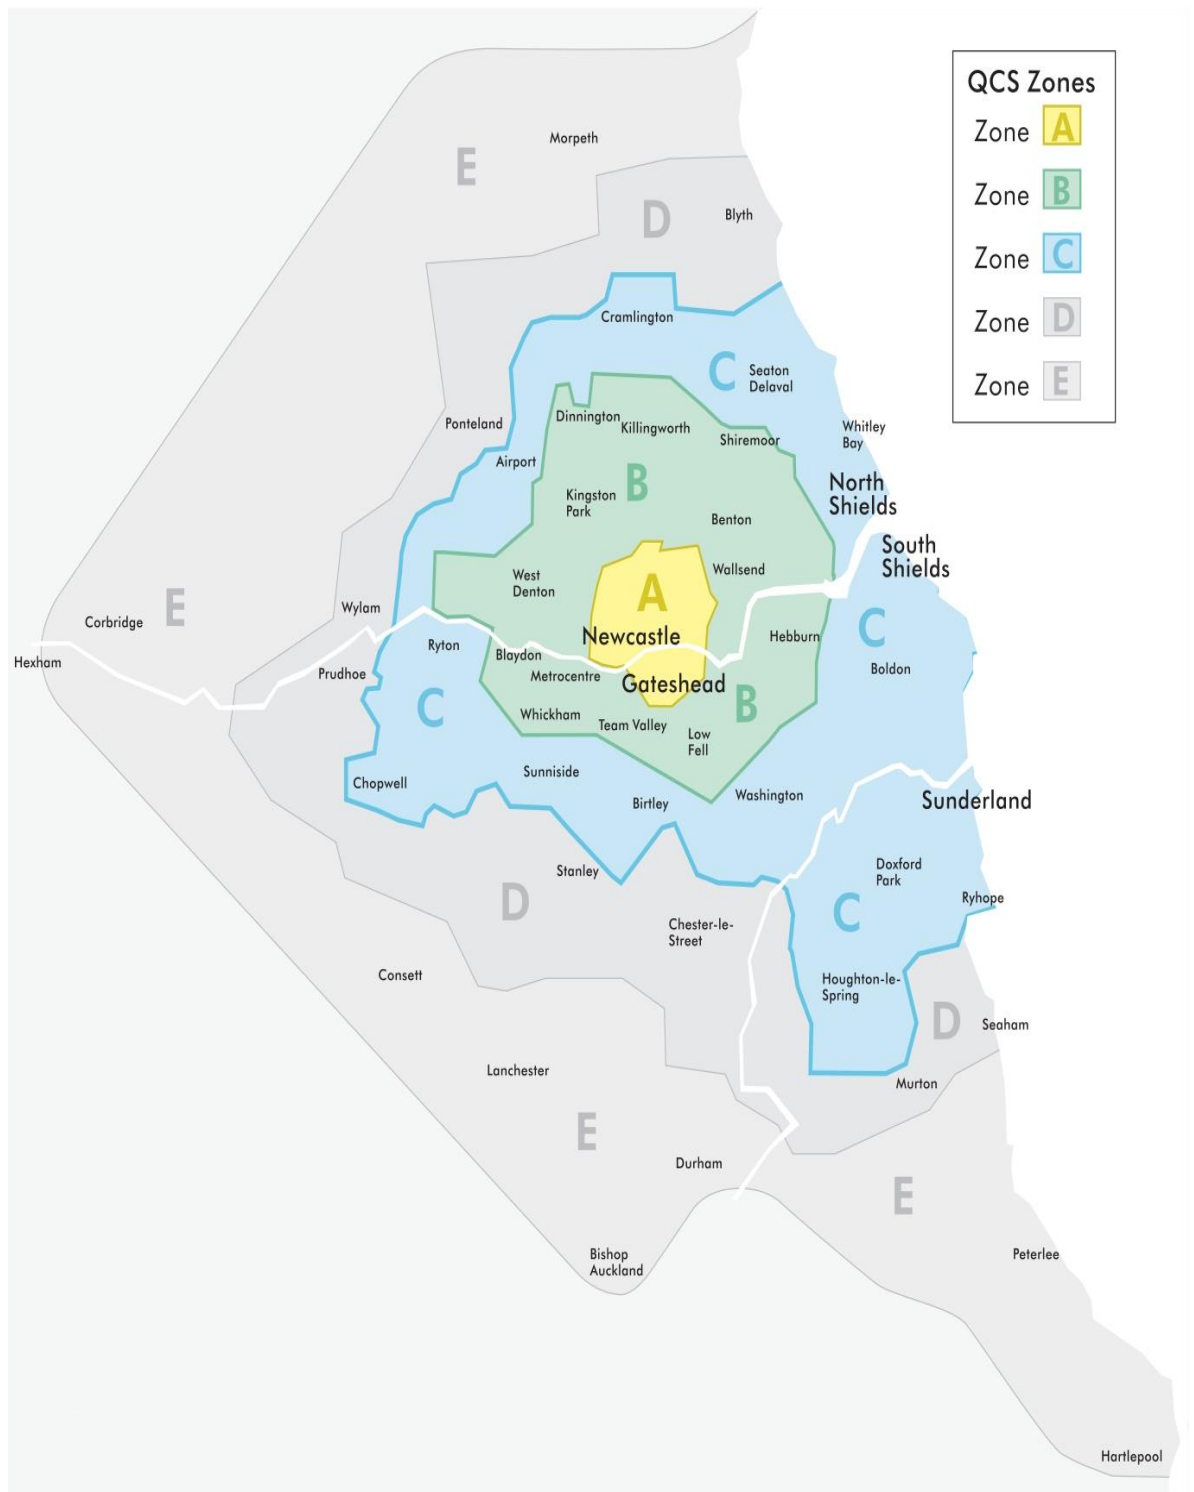 QCS Zones
Zone A
Zone B
Zone C
Zone D
Zone E
Morpeth
E
D
Blyth
Cramlington
C
Seaton
Delaval
Dinnington
Killingworth
Ponteland
Shiremoor
Whitley
Bay
Airport
B
Kingston
Park
North
Shields
Benton
South
Shields
West
Denton
Wallsend
A
E
Corbridge
Wylam
Newcastle
Hebburn
C
Hexham
Ryton
Blaydon
Boldon
Prudhoe
Metrocentre
Gateshead
C
B
Whickham
Team Valley
Low
Fell
Chopwell
Sunniside
Birtley
Washington
Sunderland
Stanley
Doxford
Park
D
Ryhope
C
Chester-le-
Street
Consett
Houghton-le-
Spring
D
Seaham
Lanchester
Murton
E
Durham
E
Bishop
Auckland
Peterlee
Hartlepool